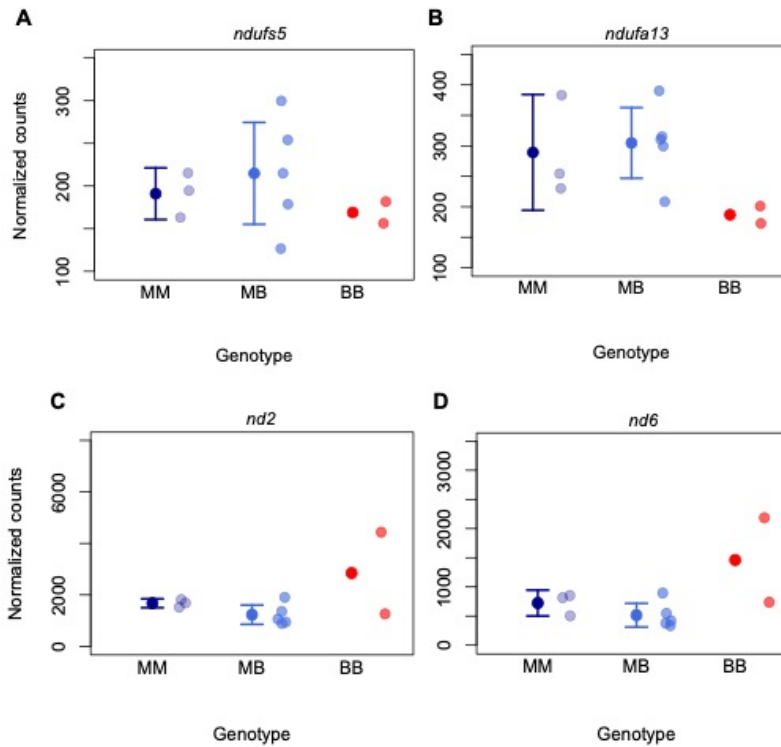 A
ndufs5
Normalized counts
100
200
300
MM
MB
BB
Genotype
B
ndufa13
100
200
300
400
MM
MB
BB
Genotype
C
nd2
Normalized counts
0
2000
6000
MM
MB
BB
Genotype
D
nd6
0
1000
2000
3000
MM
MB
BB
Genotype